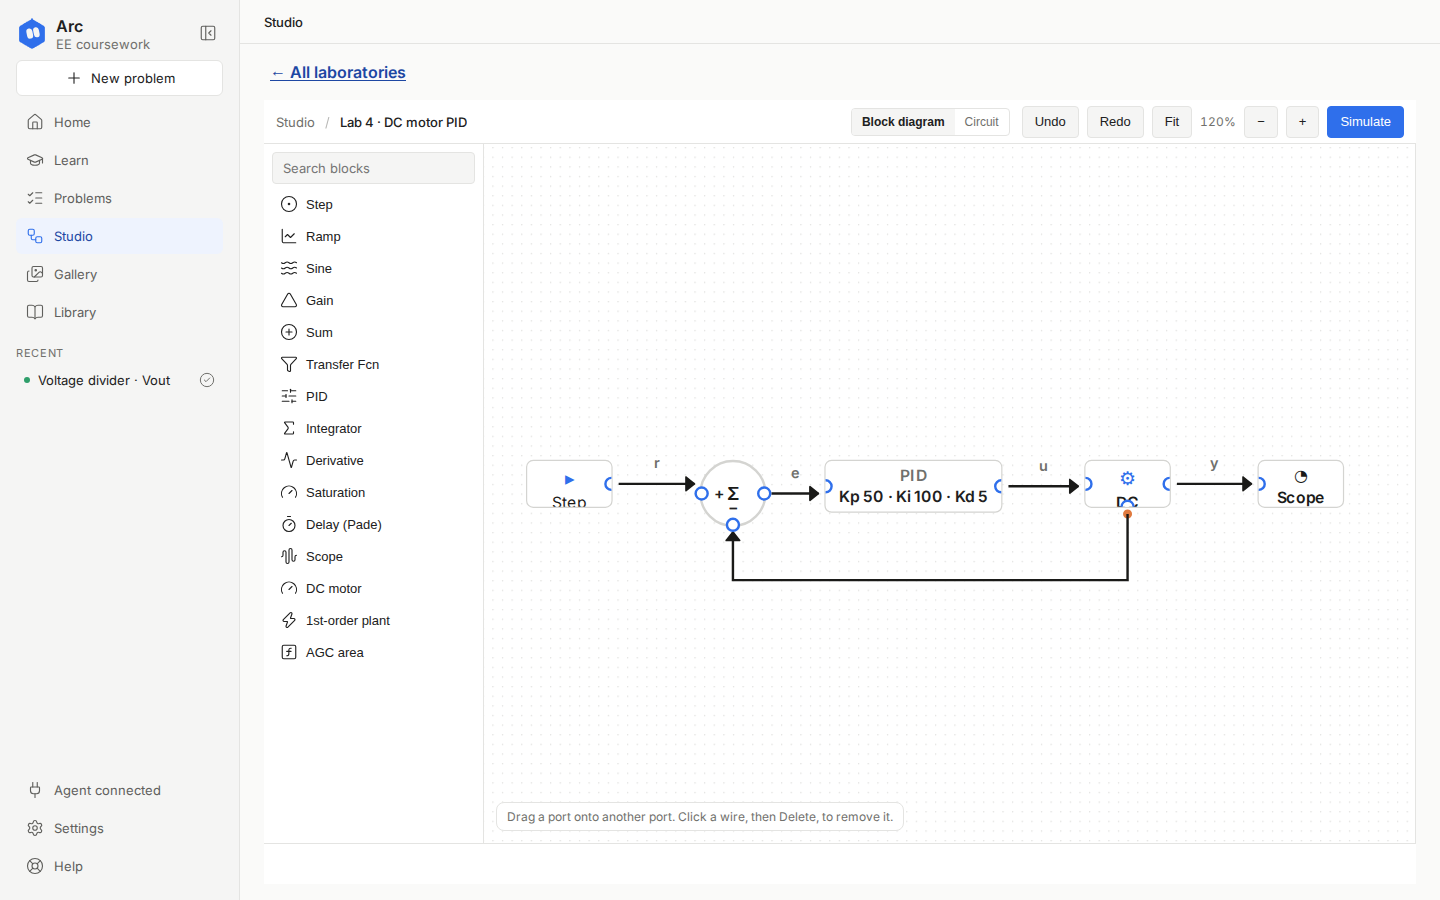 Arc
EE coursework
New problem
Home
Learn
Problems
Studio
Gallery
Library
RECENT
Voltage divider · Vout
Agent connected
Settings
Help
Studio
← All laboratories
Studio / Lab 4 · DC motor PID
Block diagram
Circuit
Undo
Redo
Fit
120%
−
+
Simulate
Search blocks
Step
Ramp
Sine
Gain
Sum
Transfer Fcn
PID
Integrator
Derivative
Saturation
Delay (Pade)
Scope
DC motor
1st-order plant
AGC area
Step
r
+ Σ
−
e
PID
Kp 50 · Ki 100 · Kd 5
u
DC
y
Scope
Drag a port onto another port. Click a wire, then Delete, to remove it.